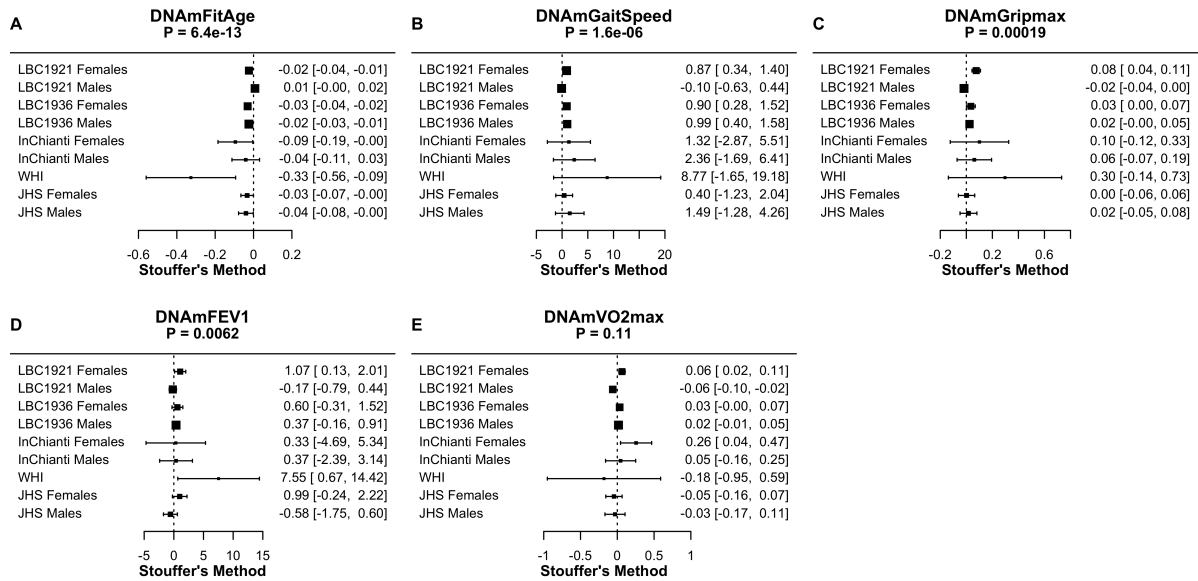 A
DNAmFitAge
P = 6.4e-13
LBC1921 Females -0.02 [-0.04, -0.01]
LBC1921 Males 0.01 [-0.00, 0.02]
LBC1936 Females -0.03 [-0.04, -0.02]
LBC1936 Males -0.02 [-0.03, -0.01]
InChianti Females -0.09 [-0.19, -0.00]
InChianti Males -0.04 [-0.11, 0.03]
WHI -0.33 [-0.56, -0.09]
JHS Females -0.03 [-0.07, -0.00]
JHS Males -0.04 [-0.08, -0.00]
-0.6 -0.4 -0.2 0 0.2
Stouffer's Method
B
DNAmGaitSpeed
P = 1.6e-06
LBC1921 Females 0.87 [ 0.34, 1.40]
LBC1921 Males -0.10 [-0.63, 0.44]
LBC1936 Females 0.90 [ 0.28, 1.52]
LBC1936 Males 0.99 [ 0.40, 1.58]
InChianti Females 1.32 [-2.87, 5.51]
InChianti Males 2.36 [-1.69, 6.41]
WHI 8.77 [-1.65, 19.18]
JHS Females 0.40 [-1.23, 2.04]
JHS Males 1.49 [-1.28, 4.26]
-5 0 5 10 20
Stouffer's Method
C
DNAmGripmax
P = 0.00019
LBC1921 Females 0.08 [ 0.04, 0.11]
LBC1921 Males -0.02 [-0.04, 0.00]
LBC1936 Females 0.03 [ 0.00, 0.07]
LBC1936 Males 0.02 [-0.00, 0.05]
InChianti Females 0.10 [-0.12, 0.33]
InChianti Males 0.06 [-0.07, 0.19]
WHI 0.30 [-0.14, 0.73]
JHS Females 0.00 [-0.06, 0.06]
JHS Males 0.02 [-0.05, 0.08]
-0.2 0.2 0.6
Stouffer's Method
D
DNAmFEV1
P = 0.0062
LBC1921 Females 1.07 [ 0.13, 2.01]
LBC1921 Males -0.17 [-0.79, 0.44]
LBC1936 Females 0.60 [-0.31, 1.52]
LBC1936 Males 0.37 [-0.16, 0.91]
InChianti Females 0.33 [-4.69, 5.34]
InChianti Males 0.37 [-2.39, 3.14]
WHI 7.55 [ 0.67, 14.42]
JHS Females 0.99 [-0.24, 2.22]
JHS Males -0.58 [-1.75, 0.60]
-5 0 5 10 15
Stouffer's Method
E
DNAmVO2max
P = 0.11
LBC1921 Females 0.06 [ 0.02, 0.11]
LBC1921 Males -0.06 [-0.10, -0.02]
LBC1936 Females 0.03 [-0.00, 0.07]
LBC1936 Males 0.02 [-0.01, 0.05]
InChianti Females 0.26 [ 0.04, 0.47]
InChianti Males 0.05 [-0.16, 0.25]
WHI -0.18 [-0.95, 0.59]
JHS Females -0.05 [-0.16, 0.07]
JHS Males -0.03 [-0.17, 0.11]
-1 -0.5 0 0.5 1
Stouffer's Method